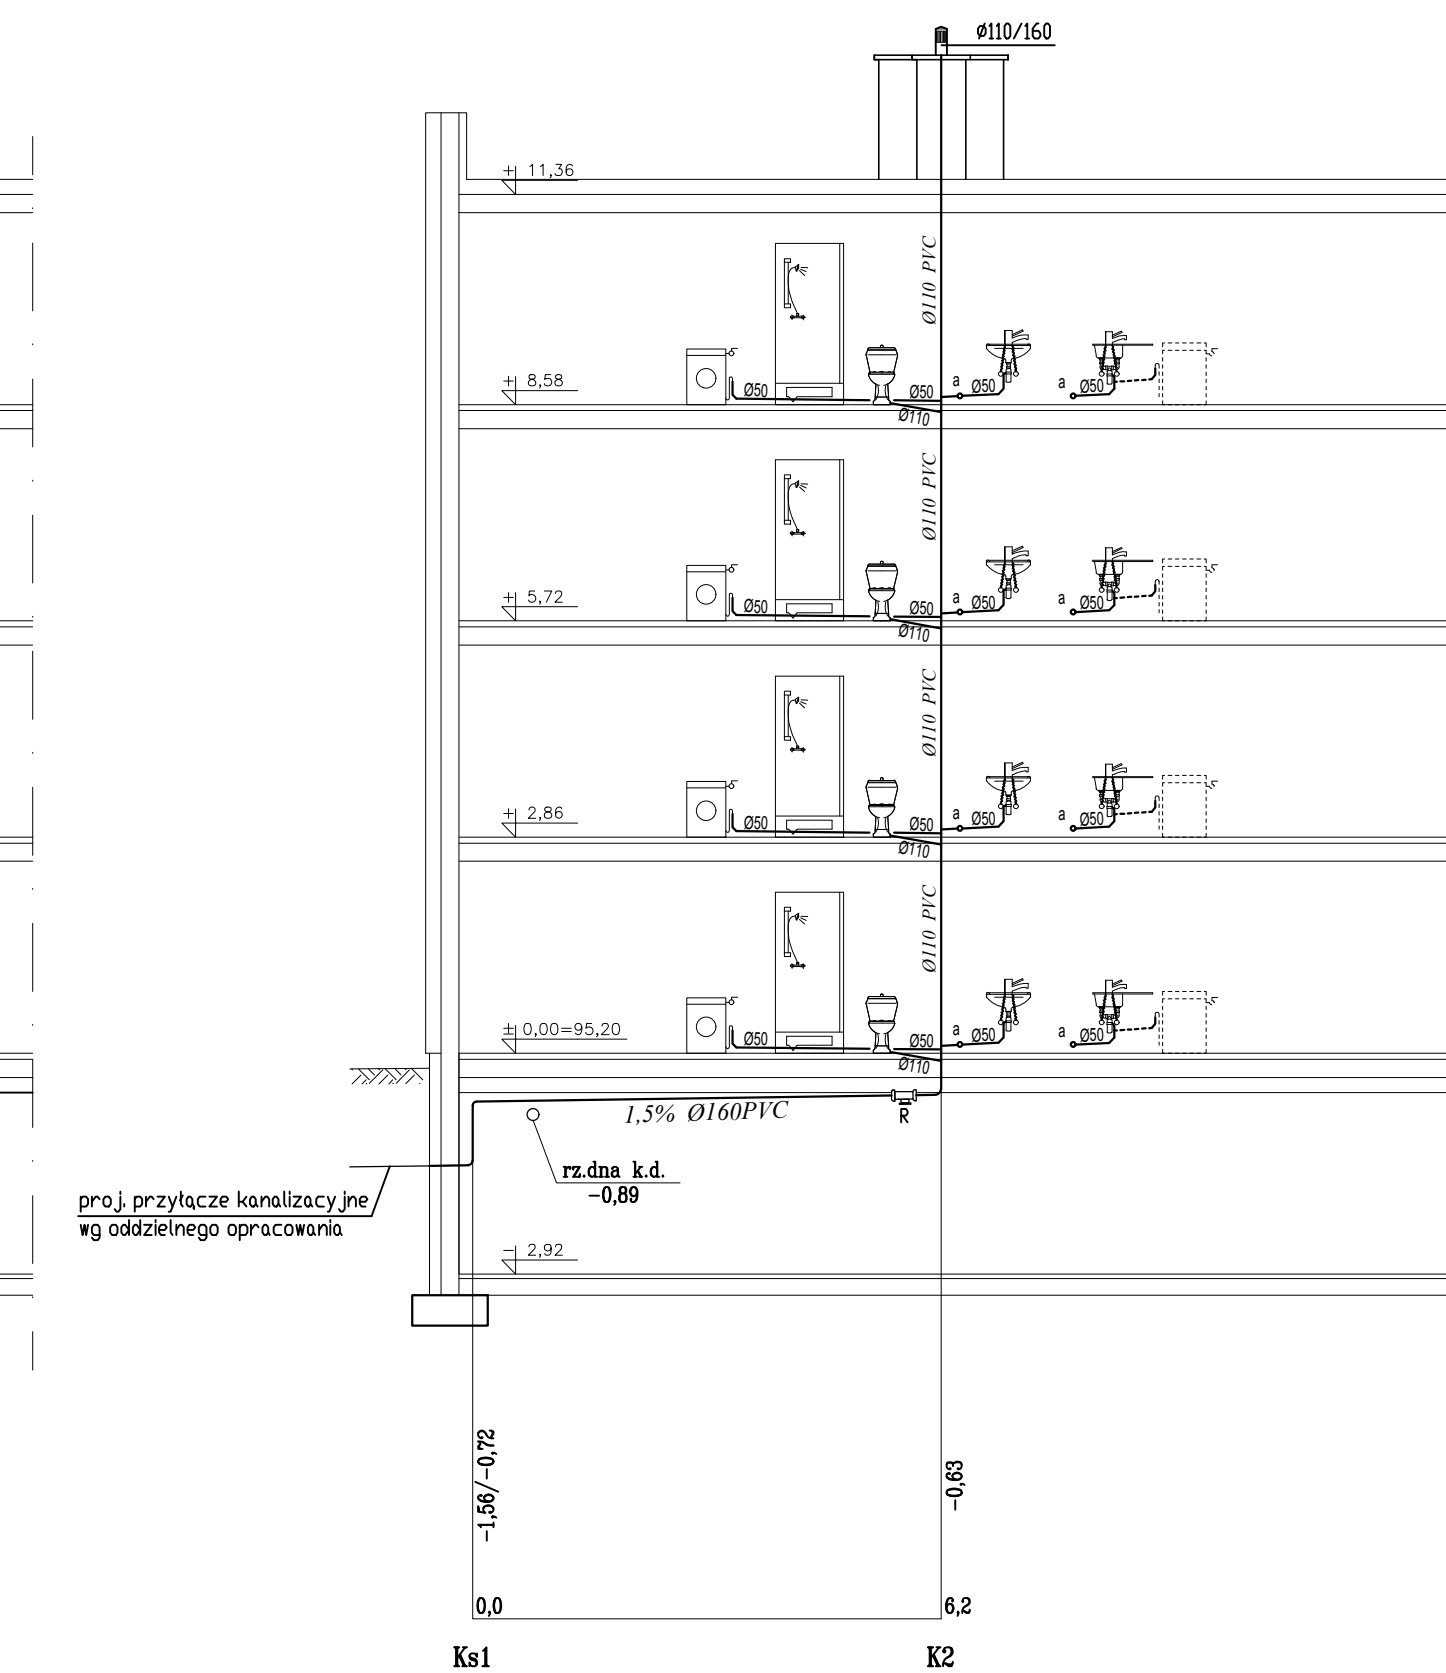 Ø110/160
+ 11,36
Ø110 PVC
+ 8,58
Ø50
Ø50
a
Ø50
a
Ø50
Ø110
Ø110 PVC
+ 5,72
Ø50
Ø50
a
Ø50
a
Ø50
Ø110
Ø110 PVC
+ 2,86
Ø50
Ø50
a
Ø50
a
Ø50
Ø110
Ø110 PVC
± 0,00=95,20
Ø50
Ø50
a
Ø50
a
Ø50
Ø110
1,5% Ø160PVC
R
rz.dna k.d.
-0,89
proj. przyłącze kanalizacyjne
wg oddzielnego opracowania
- 2,92
-1,56/-0,72
-0,63
0,0
6,2
Ks1
K2